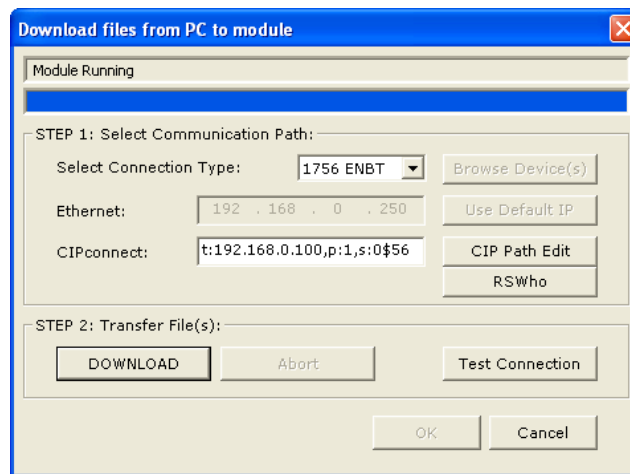 Download files from PC to module
Module Running
STEP 1: Select Communication Path:
Select Connection Type: 1756 ENBT Browse Device(s)
Ethernet: 192 . 168 . 0 . 250 Use Default IP
CIPconnect: t:192.168.0.100,p:1,s:0$56 CIP Path Edit
RSWho
STEP 2: Transfer File(s):
DOWNLOAD Abort Test Connection
OK Cancel